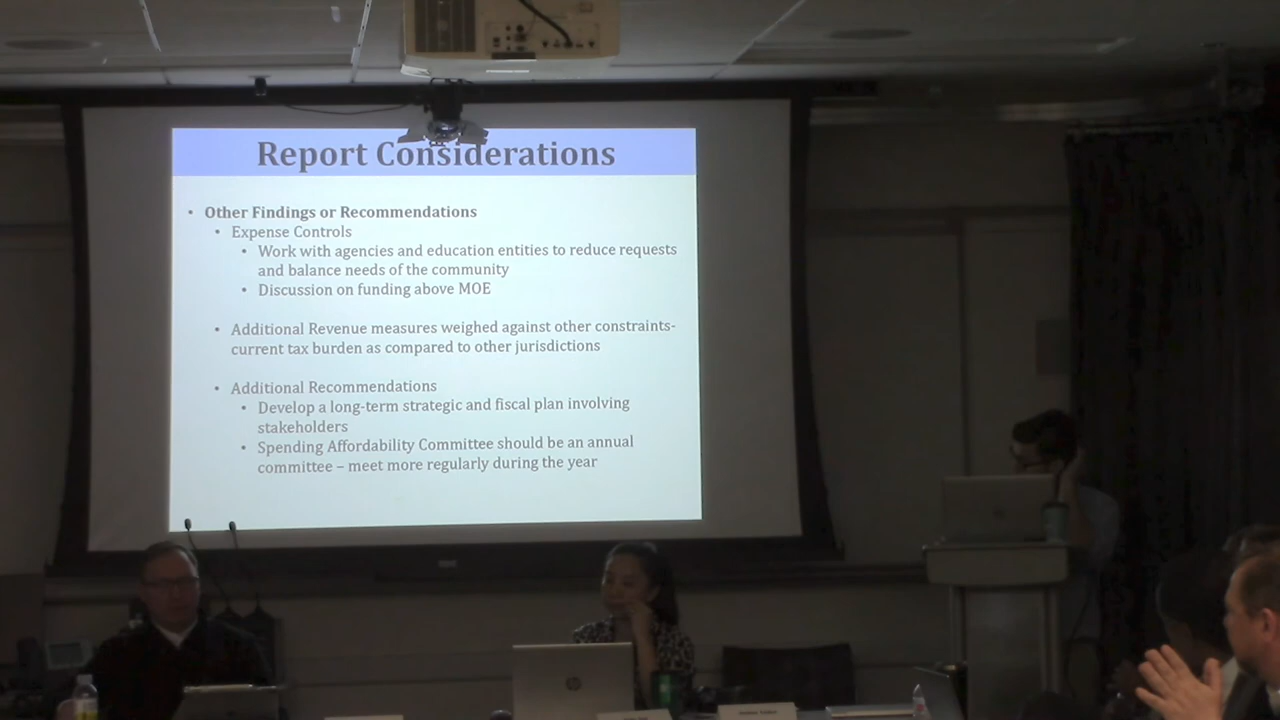 Report Considerations
• Other Findings or Recommendations
• Expense Controls
• Work with agencies and education entities to reduce requests
and balance needs of the community
• Discussion on funding above MOE
• Additional Revenue measures weighed against other constraints-
current tax burden as compared to other jurisdictions
• Additional Recommendations
• Develop a long-term strategic and fiscal plan involving
stakeholders
• Spending Affordability Committee should be an annual
committee – meet more regularly during the year
hp